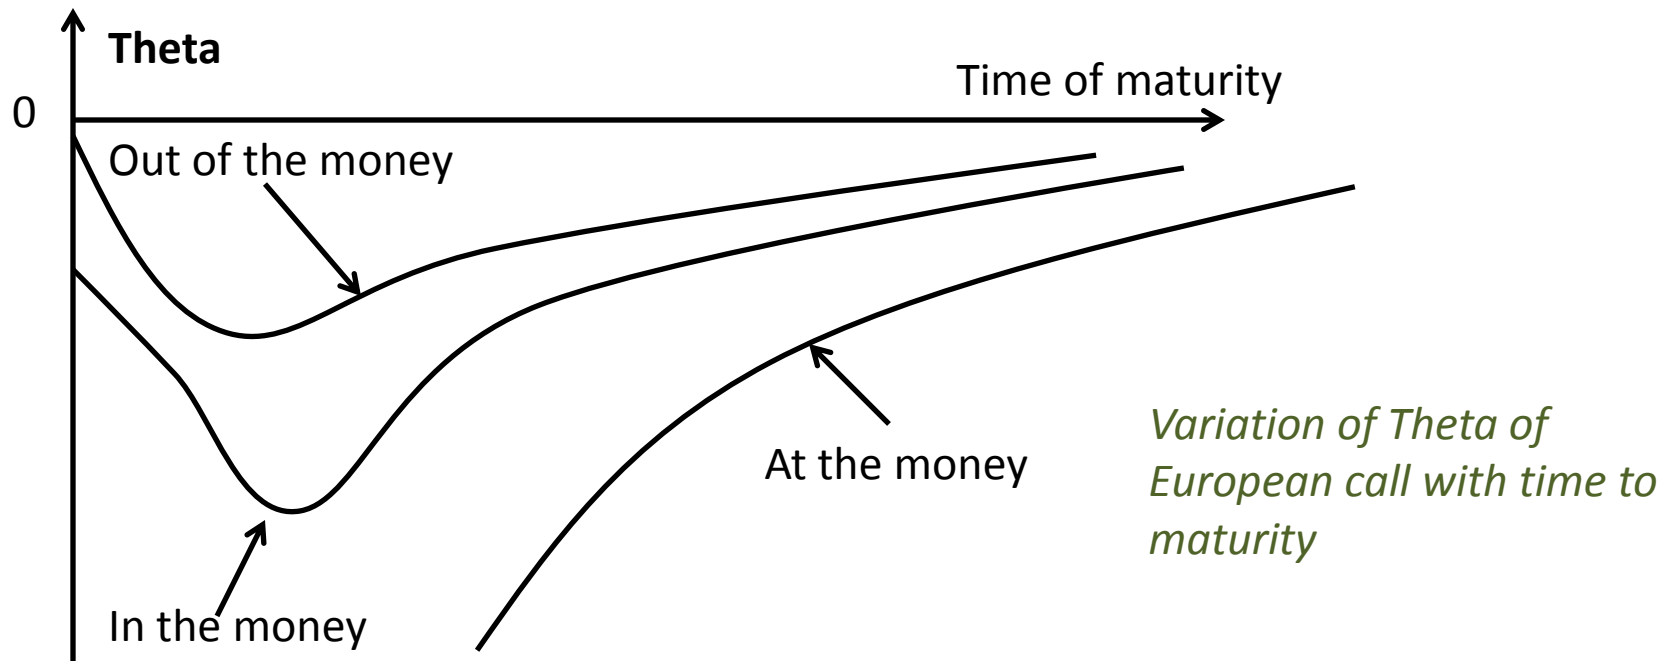 Theta
Time of maturity
0
Out of the money
At the money
In the money
Variation of Theta of
European call with time to
maturity